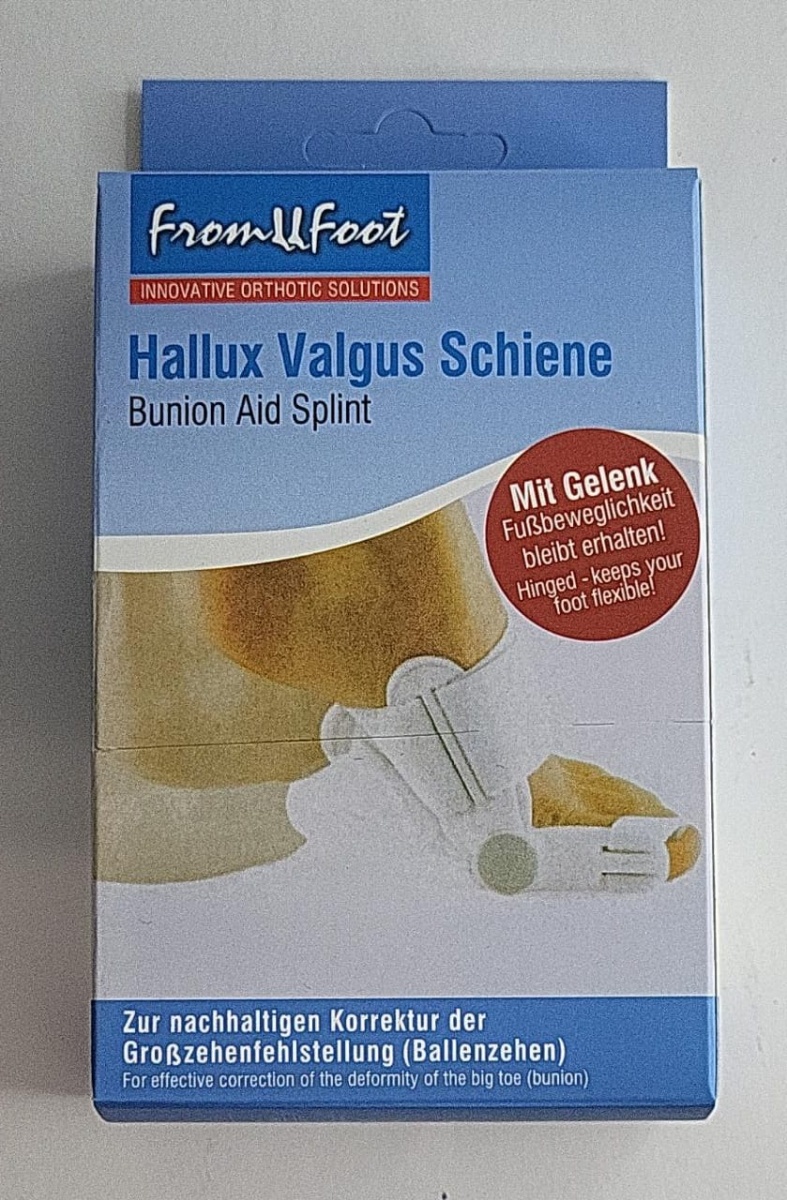 FromUFoot
INNOVATIVE ORTHOTIC SOLUTIONS
Hallux Valgus Schiene
Bunion Aid Splint
Mit Gelenk
Fußbeweglichkeit
bleibt erhalten!
Hinged - keeps your
foot flexible!
Zur nachhaltigen Korrektur der
Großzehenfehlstellung (Ballenzehen)
For effective correction of the deformity of the big toe (bunion)